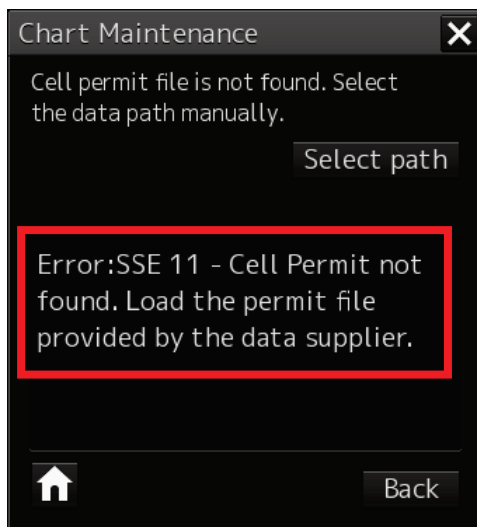 Chart Maintenance
Cell permit file is not found. Select
the data path manually.
Select path
Error:SSE 11 - Cell Permit not
found. Load the permit file
provided by the data supplier.
Back